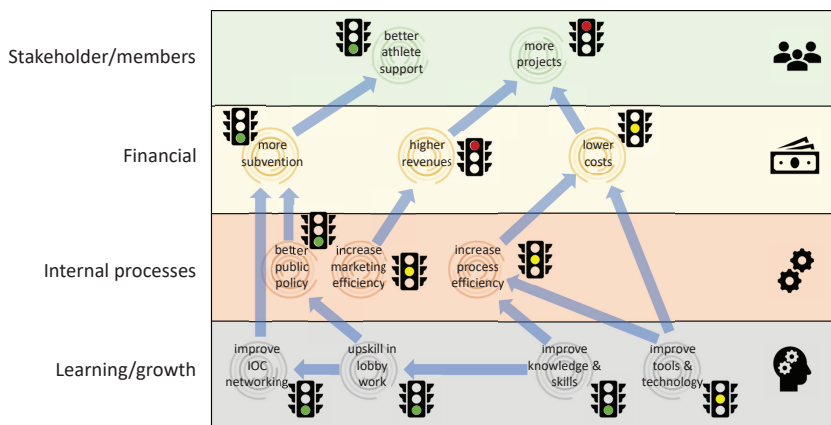 Stakeholder/members
better
athlete
support
more
projects
Financial
more
subvention
higher
revenues
lower
costs
Internal processes
better
public
policy
increase
marketing
efficiency
increase
process
efficiency
Learning/growth
improve
IOC
networking
upskill in
lobby
work
improve
knowledge &
skills
improve
tools &
technology